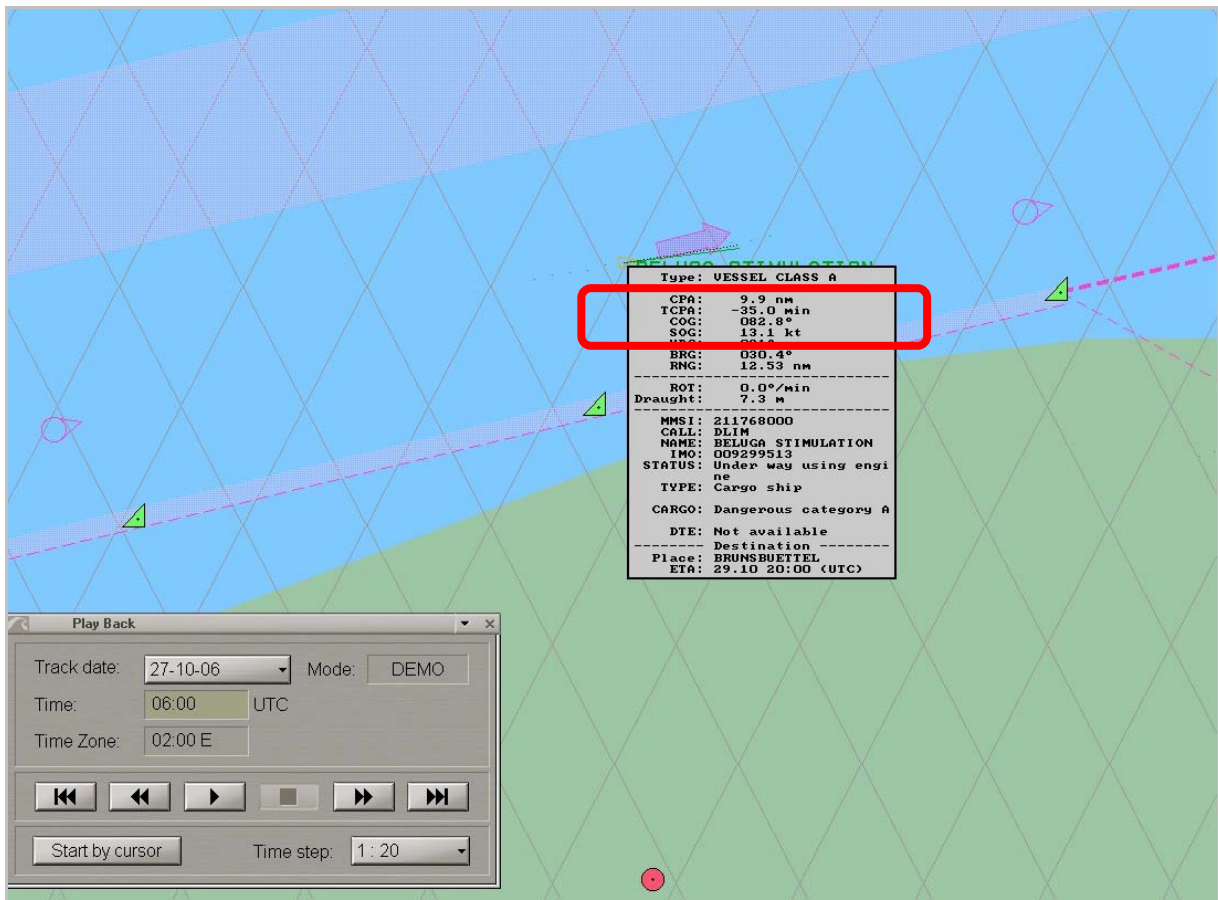 BELUGA STIMULATION
Type: VESSEL CLASS A
CPA: 9.9 nm
TCPA: -35.0 min
COG: 082.8°
SOG: 13.1 kt
BRG: 030.4°
RNG: 12.53 nm
ROT: 0.0°/min
Draught: 7.3 m
MMSI: 211768000
CALL: DLIM
NAME: BELUGA STIMULATION
IMO: 009299513
STATUS: Under way using engi
ne
TYPE: Cargo ship
CARGO: Dangerous category A
DTE: Not available
------- Destination -------
Place: BRUNSBUETTEL
ETA: 29.10 20:00 (UTC)
Play Back
Track date: 27-10-06 Mode: DEMO
Time: 06:00 UTC
Time Zone: 02:00 E
Start by cursor Time step: 1 : 20